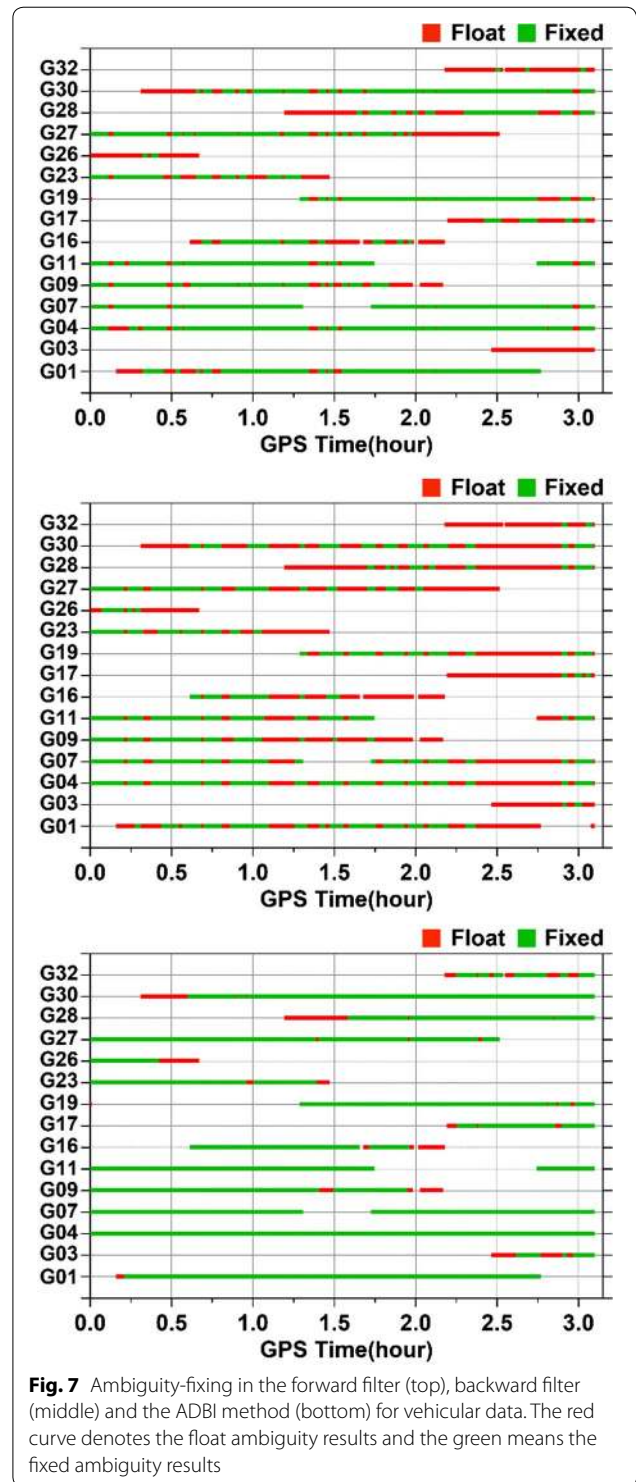 Float Fixed
G32
G30
G28
G27
G26
G23
G19
G17
G16
G11
G09
G07
G04
G03
G01
0.0 0.5 1.0 1.5 2.0 2.5 3.0
GPS Time(hour)
Float Fixed
G32
G30
G28
G27
G26
G23
G19
G17
G16
G11
G09
G07
G04
G03
G01
0.0 0.5 1.0 1.5 2.0 2.5 3.0
GPS Time(hour)
Float Fixed
G32
G30
G28
G27
G26
G23
G19
G17
G16
G11
G09
G07
G04
G03
G01
0.0 0.5 1.0 1.5 2.0 2.5 3.0
GPS Time(hour)
Fig. 7 Ambiguity-fixing in the forward filter (top), backward filter
(middle) and the ADBI method (bottom) for vehicular data. The red
curve denotes the float ambiguity results and the green means the
fixed ambiguity results